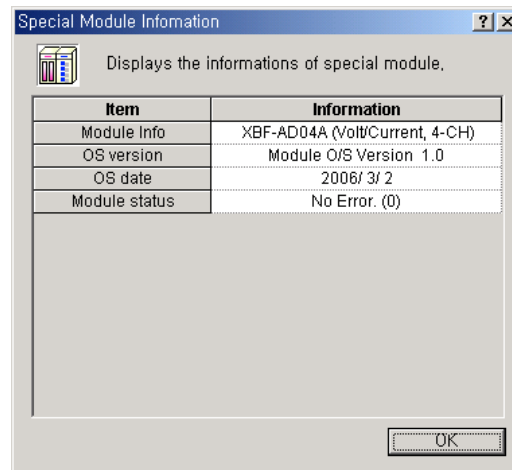 Special Module Infomation
Displays the informations of special module,
Item Information
Module Info XBF-AD04A (Volt/Current, 4-CH)
OS version Module O/S Version 1.0
OS date 2006/ 3/ 2
Module status No Error. (0)
OK